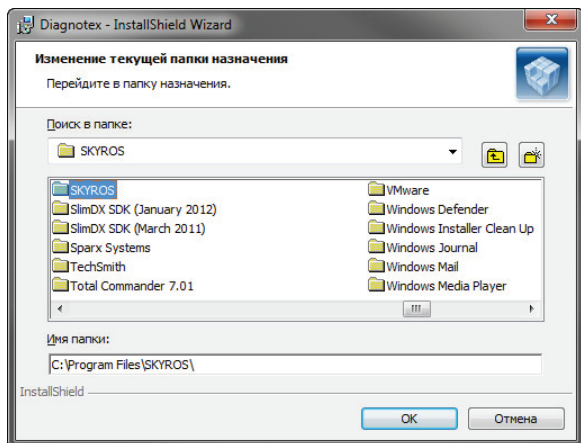 Diagnotex - InstallShield Wizard
Изменение текущей папки назначения
Перейдите в папку назначения.
Поиск в папке:
SKYROS
SKYROS
SlimDX SDK (January 2012)
SlimDX SDK (March 2011)
Sparx Systems
TechSmith
Total Commander 7.01
VMware
Windows Defender
Windows Installer Clean Up
Windows Journal
Windows Mail
Windows Media Player
Имя папки:
C:\Program Files\SKYROS\
InstallShield
OK
Отмена